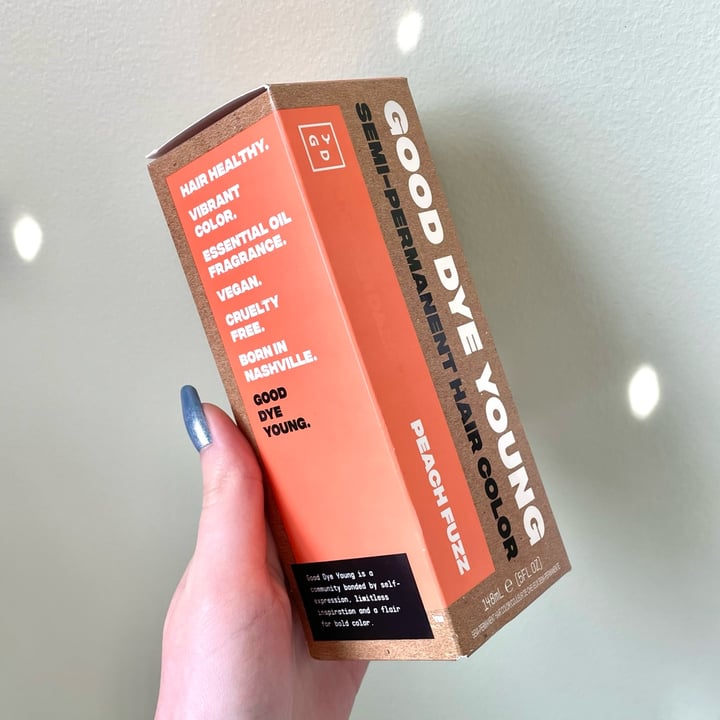 HAIR HEALTHY.
VIBRANT
COLOR.
ESSENTIAL OIL
FRAGRANCE.
VEGAN.
CRUELTY
FREE.
BORN IN
NASHVILLE.
GOOD
DYE
YOUNG.
Good Dye Young is a
community bonded by self-
expression, limitless
inspiration and a flair
for bold color.
GOOD DYE YOUNG
SEMI-PERMANENT HAIR COLOR
YDG
PEACH FUZZ
148mL ℮ (5FL OZ)